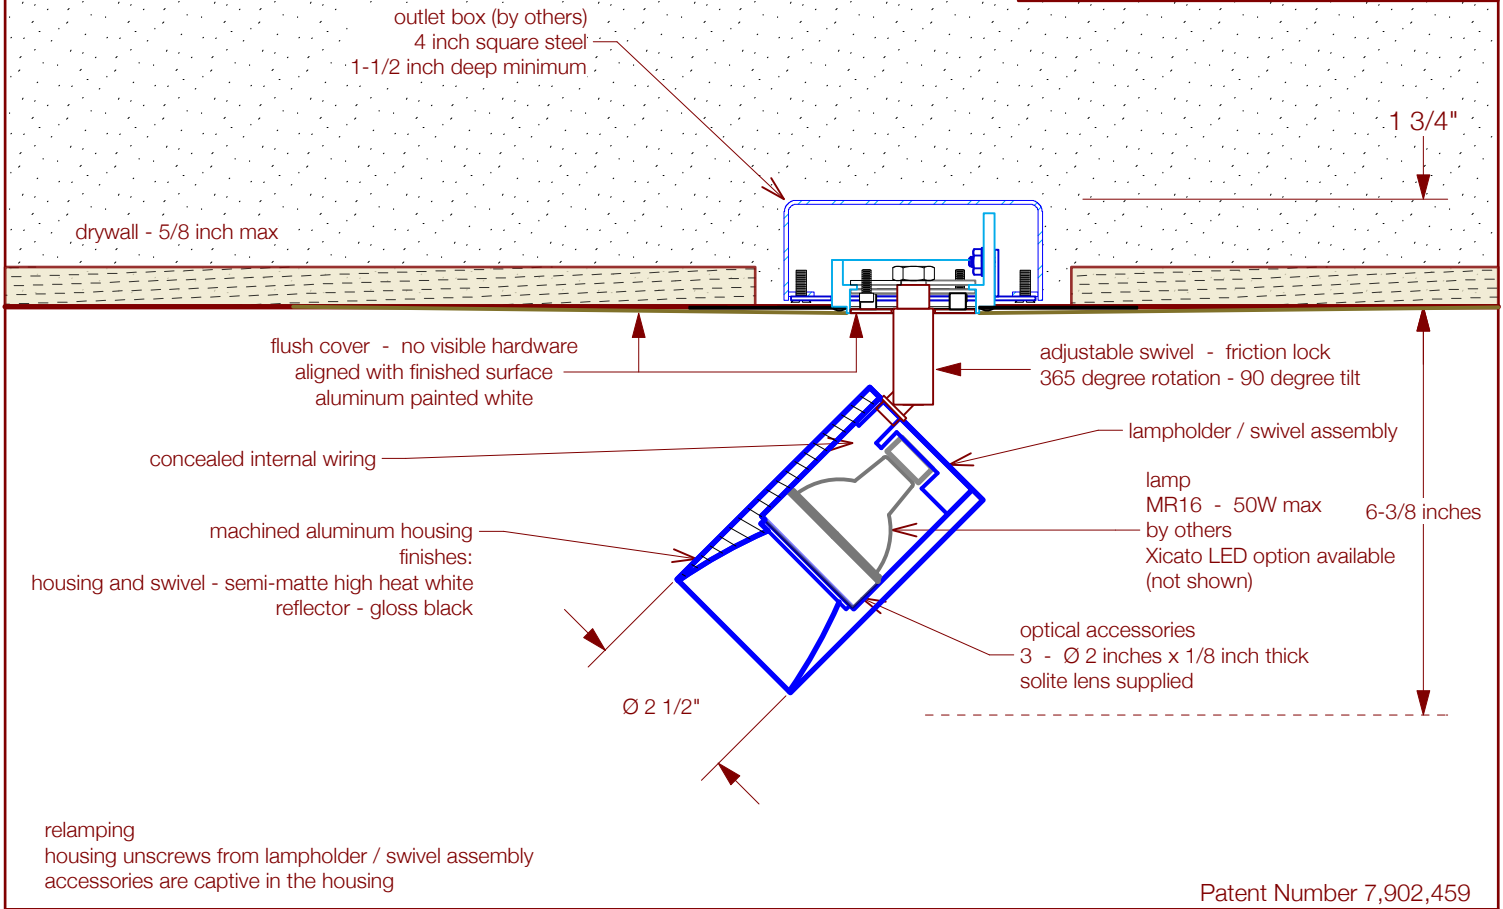 outlet box (by others)
4 inch square steel
1-1/2 inch deep minimum
1 3/4"
drywall - 5/8 inch max
flush cover - no visible hardware
aligned with finished surface
aluminum painted white
adjustable swivel - friction lock
365 degree rotation - 90 degree tilt
concealed internal wiring
lampholder / swivel assembly
lamp
MR16 - 50W max
by others
Xicato LED option available
(not shown)
6-3/8 inches
machined aluminum housing
finishes:
housing and swivel - semi-matte high heat white
reflector - gloss black
optical accessories
3 - Ø 2 inches x 1/8 inch thick
solite lens supplied
Ø 2 1/2"
relamping
housing unscrews from lampholder / swivel assembly
accessories are captive in the housing
Patent Number 7,902,459